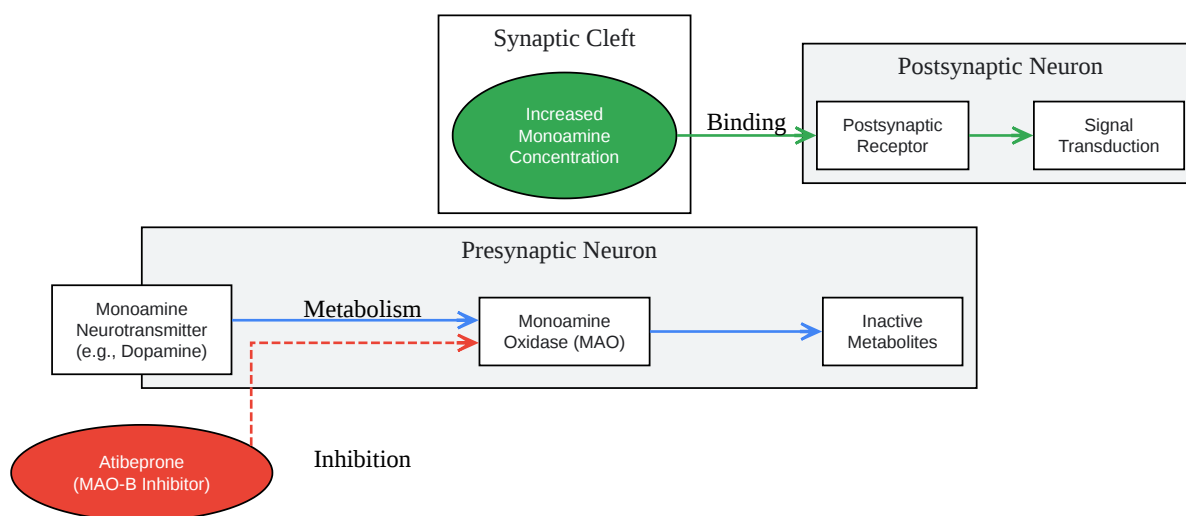 Synaptic Cleft
Increased
Monoamine
Concentration
Binding
Postsynaptic Neuron
Postsynaptic
Receptor
Signal
Transduction
Presynaptic Neuron
Monoamine
Neurotransmitter
(e.g., Dopamine)
Metabolism
Monoamine
Oxidase (MAO)
Inactive
Metabolites
Atibeprone
(MAO-B Inhibitor)
Inhibition